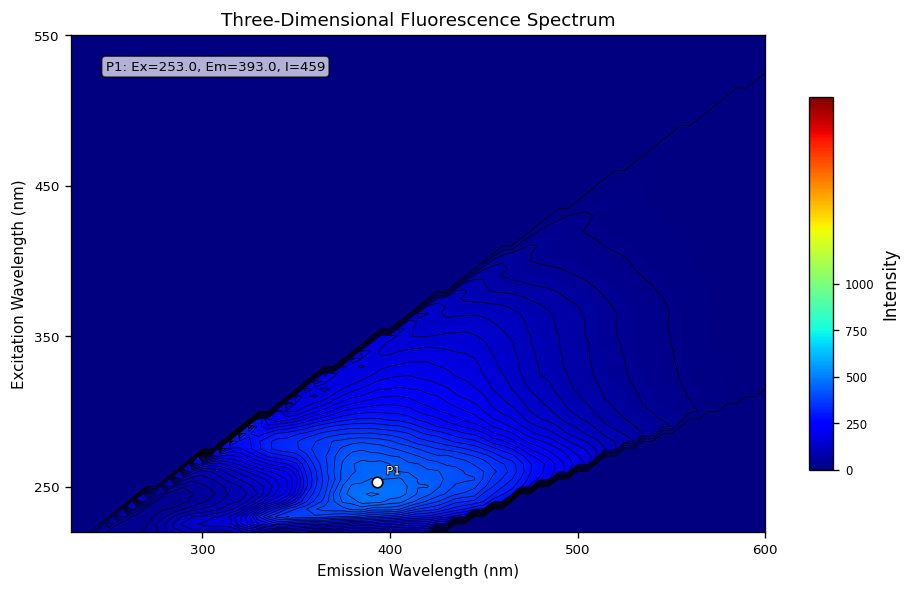 Three-Dimensional Fluorescence Spectrum
P1: Ex=253.0, Em=393.0, I=459
P1
550
450
350
250
Excitation Wavelength (nm)
300
400
500
600
Emission Wavelength (nm)
1000
750
500
250
0
Intensity